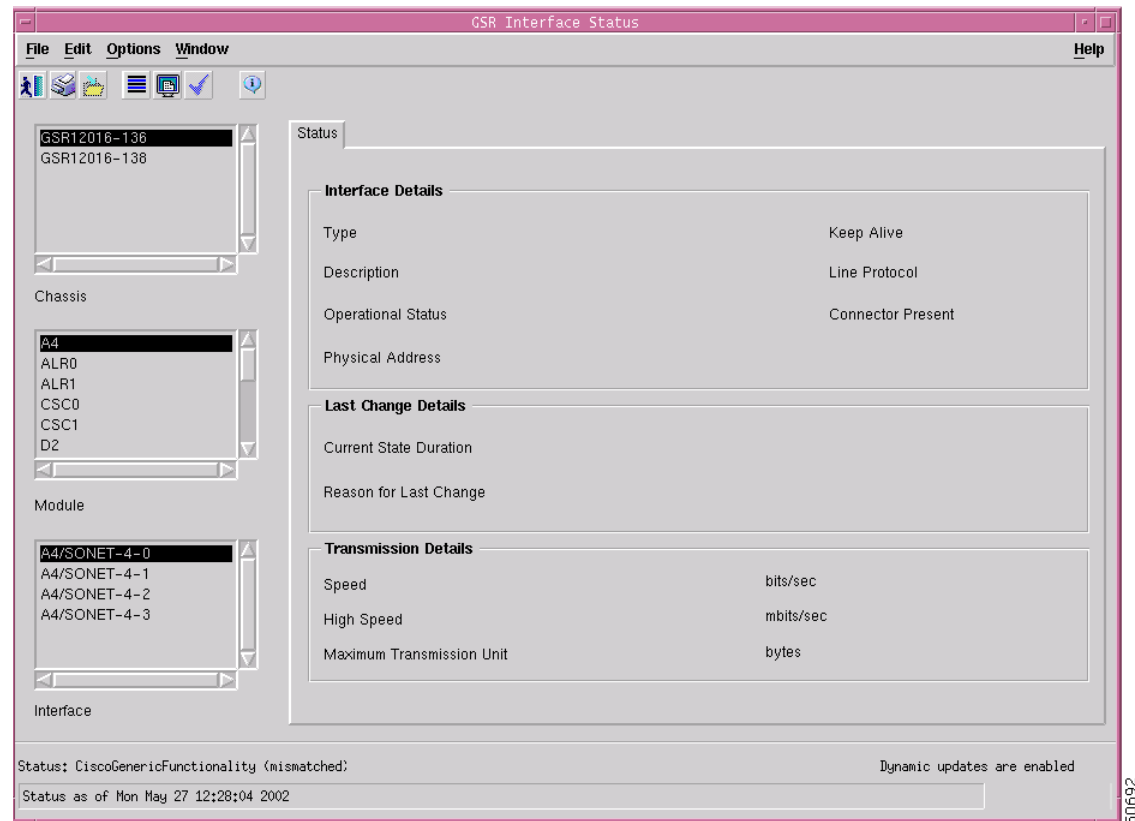 GSR Interface Status
File Edit Options Window Help
GSR12016-136
GSR12016-138
Chassis
A4
ALR0
ALR1
CSC0
CSC1
D2
Module
A4/SONET-4-0
A4/SONET-4-1
A4/SONET-4-2
A4/SONET-4-3
Interface
Status
Interface Details
Type Keep Alive
Description Line Protocol
Operational Status Connector Present
Physical Address
Last Change Details
Current State Duration
Reason for Last Change
Transmission Details
Speed bits/sec
High Speed mbits/sec
Maximum Transmission Unit bytes
Status: CiscoGenericFunctionality (mismatched) Dynamic updates are enabled
Status as of Mon May 27 12:28:04 2002
60692